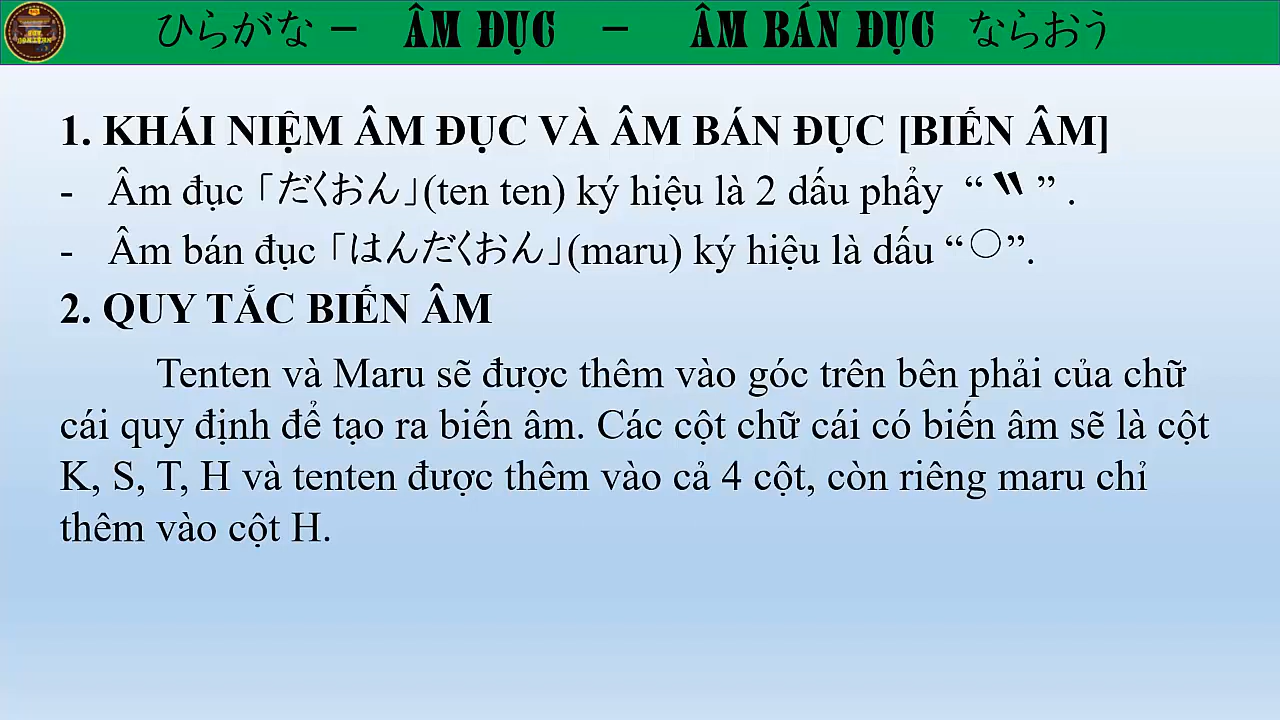 ひらがな – ÂM ĐỤC – ÂM BÁN ĐỤC ならおう
1. KHÁI NIỆM ÂM ĐỤC VÀ ÂM BÁN ĐỤC [BIẾN ÂM]
- Âm đục「だくおん」(ten ten) ký hiệu là 2 dấu phẩy “ 〝 ” .
- Âm bán đục「はんだくおん」(maru) ký hiệu là dấu “○”.
2. QUY TẮC BIẾN ÂM
Tenten và Maru sẽ được thêm vào góc trên bên phải của chữ
cái quy định để tạo ra biến âm. Các cột chữ cái có biến âm sẽ là cột
K, S, T, H và tenten được thêm vào cả 4 cột, còn riêng maru chỉ
thêm vào cột H.